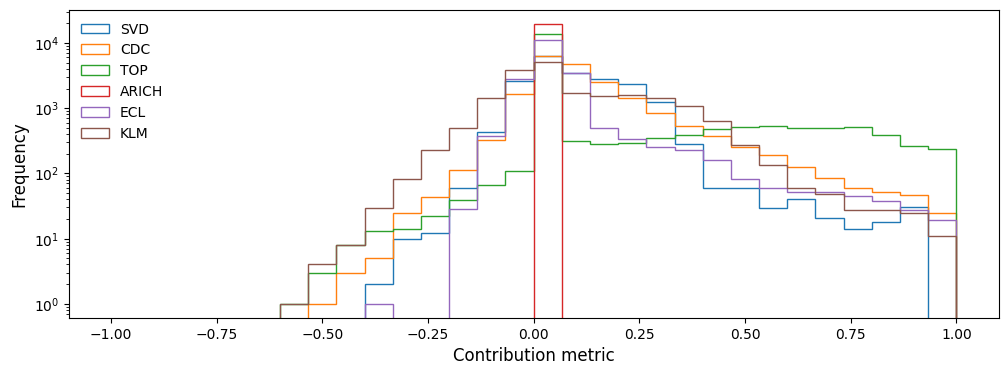 SVD
CDC
TOP
ARICH
ECL
KLM
Frequency
10⁴
10³
10²
10¹
10⁰
−1.00 −0.75 −0.50 −0.25 0.00 0.25 0.50 0.75 1.00
Contribution metric